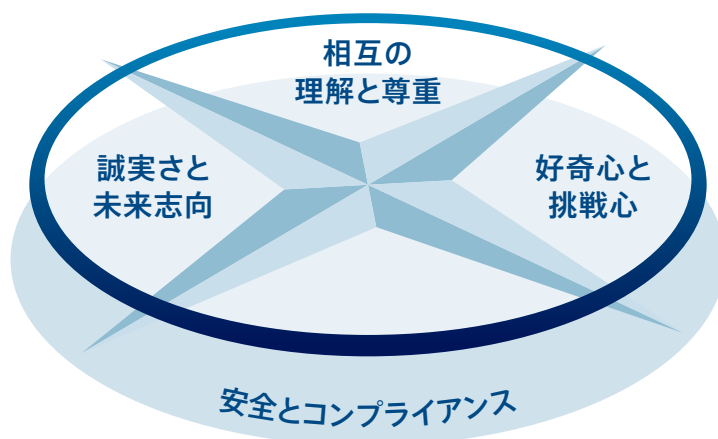 相互の
理解と尊重
誠実さと
未来志向
好奇心と
挑戦心
安全とコンプライアンス